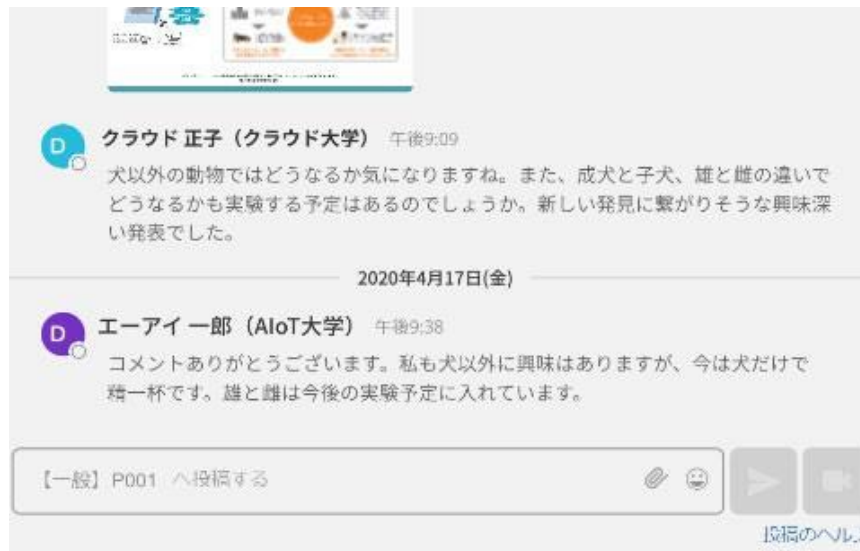 D
クラウド 正子（クラウド大学） 午後9:09
犬以外の動物ではどうなるか気になりますね。また、成犬と子犬、雄と雌の違いで
どうなるかも実験する予定はあるのでしょうか。新しい発見に繋がりそうな興味深
い発表でした。
2020年4月17日(金)
D
エーアイ 一郎（AIoT大学） 午後9:38
コメントありがとうございます。私も犬以外に興味はありますが、今は犬だけで
精一杯です。雄と雌は今後の実験予定に入れています。
【一般】P001 へ投稿する
投稿のヘル